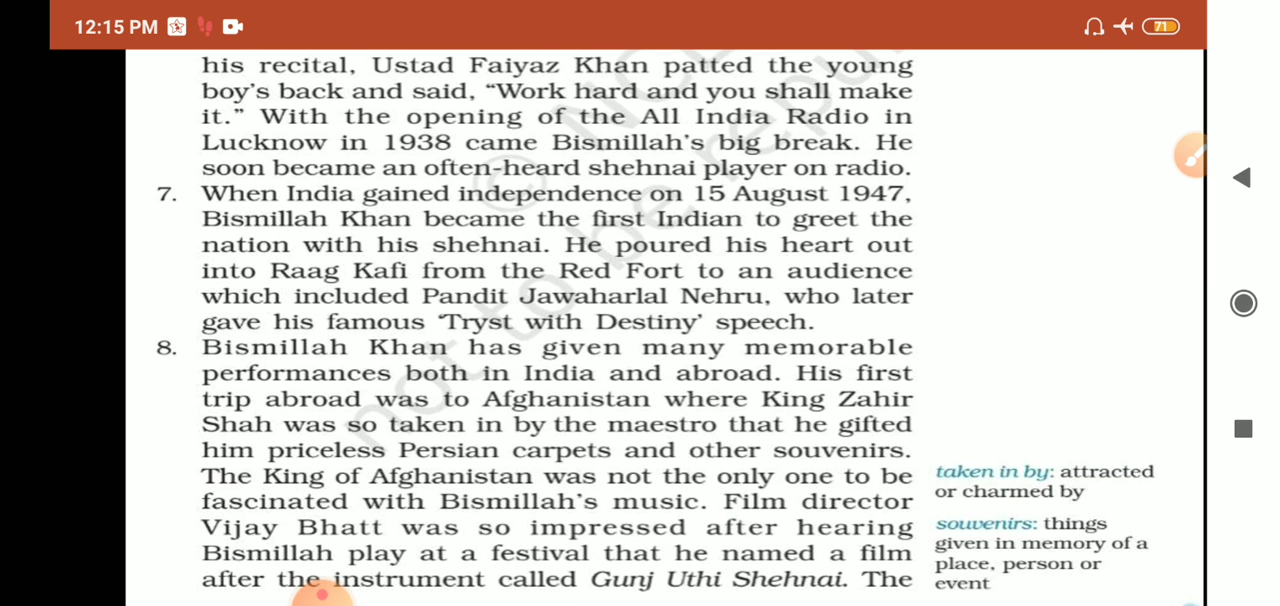 12:15 PM
71
his recital, Ustad Faiyaz Khan patted the young
boy's back and said, “Work hard and you shall make
it.” With the opening of the All India Radio in
Lucknow in 1938 came Bismillah's big break. He
soon became an often-heard shehnai player on radio.
7. When India gained independence on 15 August 1947,
Bismillah Khan became the first Indian to greet the
nation with his shehnai. He poured his heart out
into Raag Kafi from the Red Fort to an audience
which included Pandit Jawaharlal Nehru, who later
gave his famous ‘Tryst with Destiny’ speech.
8. Bismillah Khan has given many memorable
performances both in India and abroad. His first
trip abroad was to Afghanistan where King Zahir
Shah was so taken in by the maestro that he gifted
him priceless Persian carpets and other souvenirs.
The King of Afghanistan was not the only one to be
fascinated with Bismillah's music. Film director
Vijay Bhatt was so impressed after hearing
Bismillah play at a festival that he named a film
after the instrument called Gunj Uthi Shehnai. The
taken in by: attracted
or charmed by
souvenirs: things
given in memory of a
place, person or
event
© NC
not to be repu